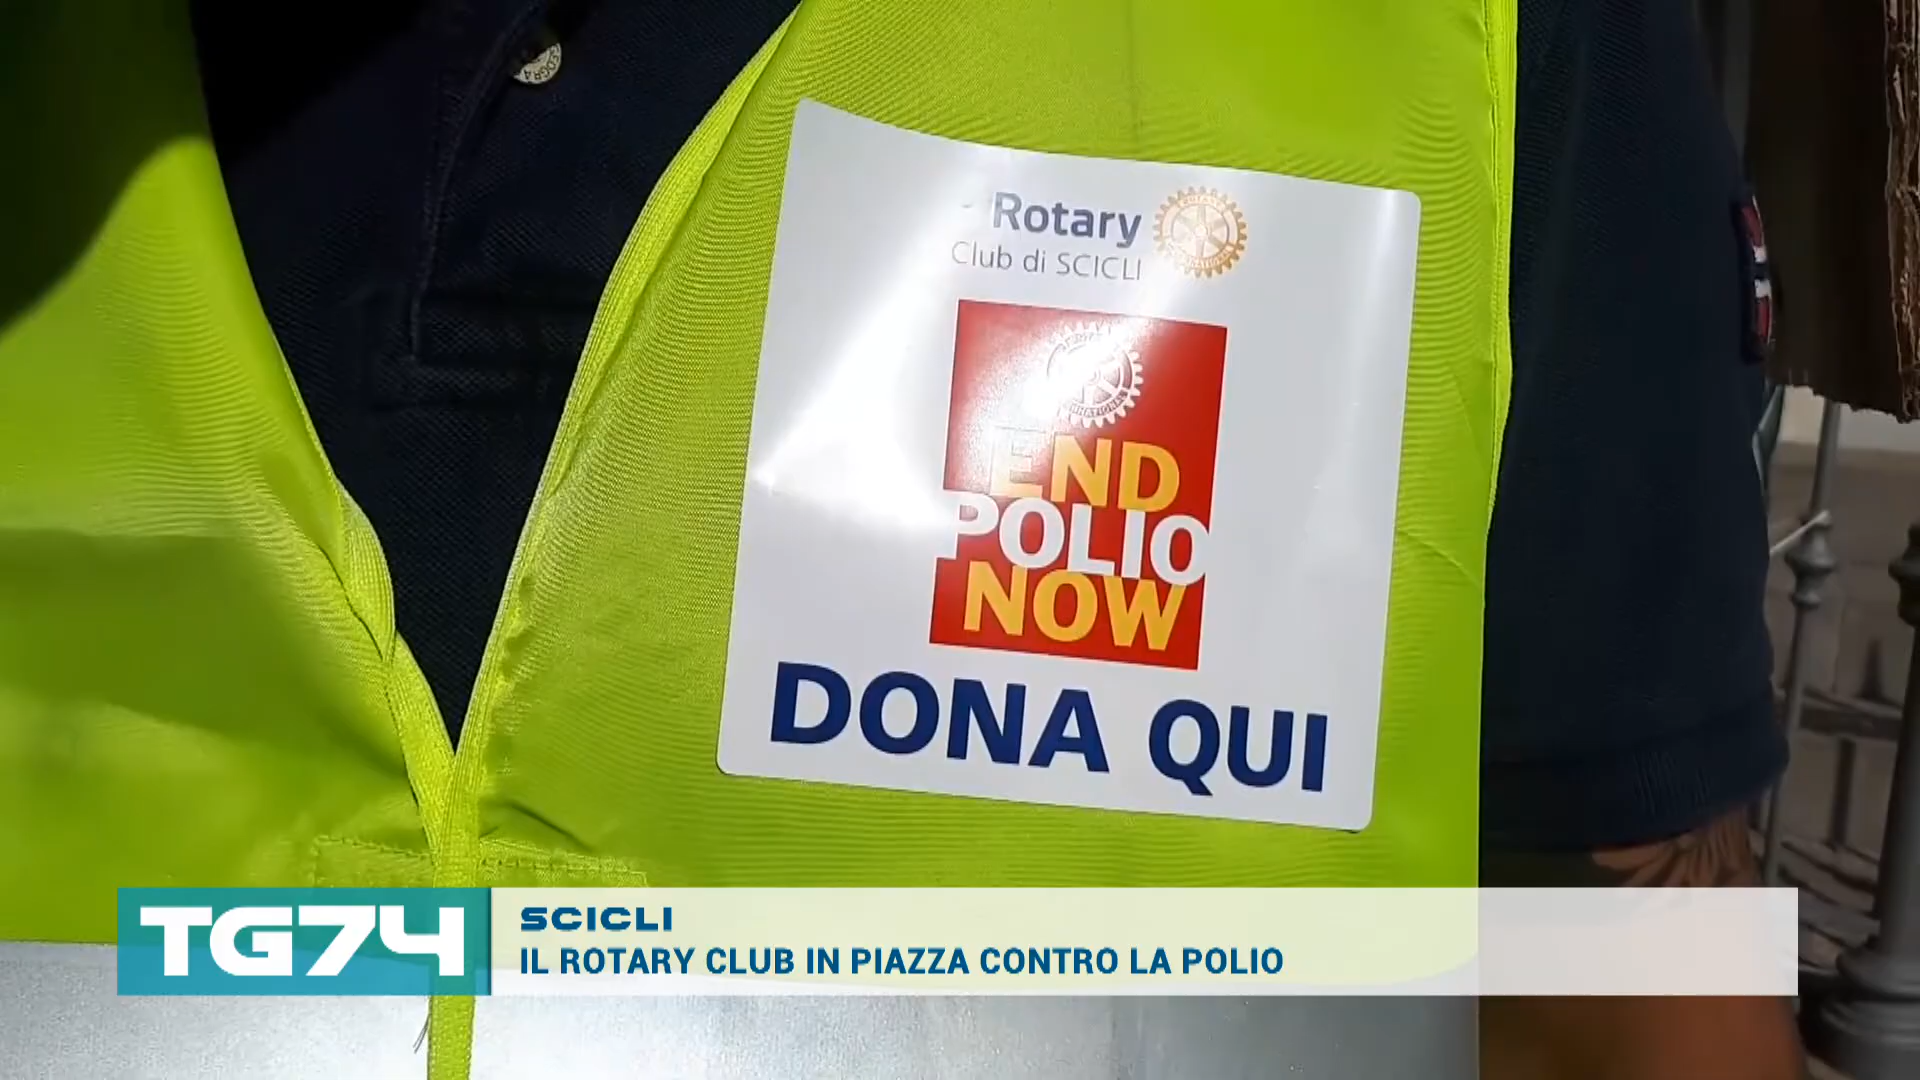 Rotary
Club di SCICLI
END
POLIO
NOW
DONA QUI
TG74
SCICLI
IL ROTARY CLUB IN PIAZZA CONTRO LA POLIO